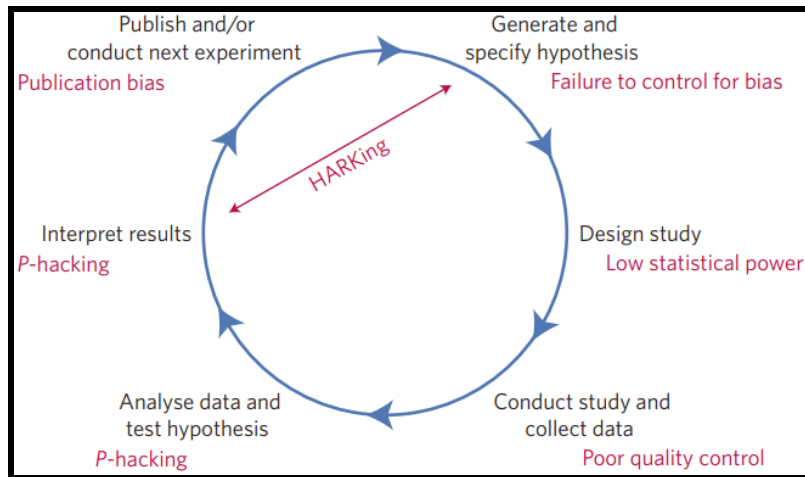 Publish and/or
conduct next experiment
Publication bias
Generate and
specify hypothesis
Failure to control for bias
HARKing
Interpret results
P-hacking
Design study
Low statistical power
Analyse data and
test hypothesis
P-hacking
Conduct study and
collect data
Poor quality control